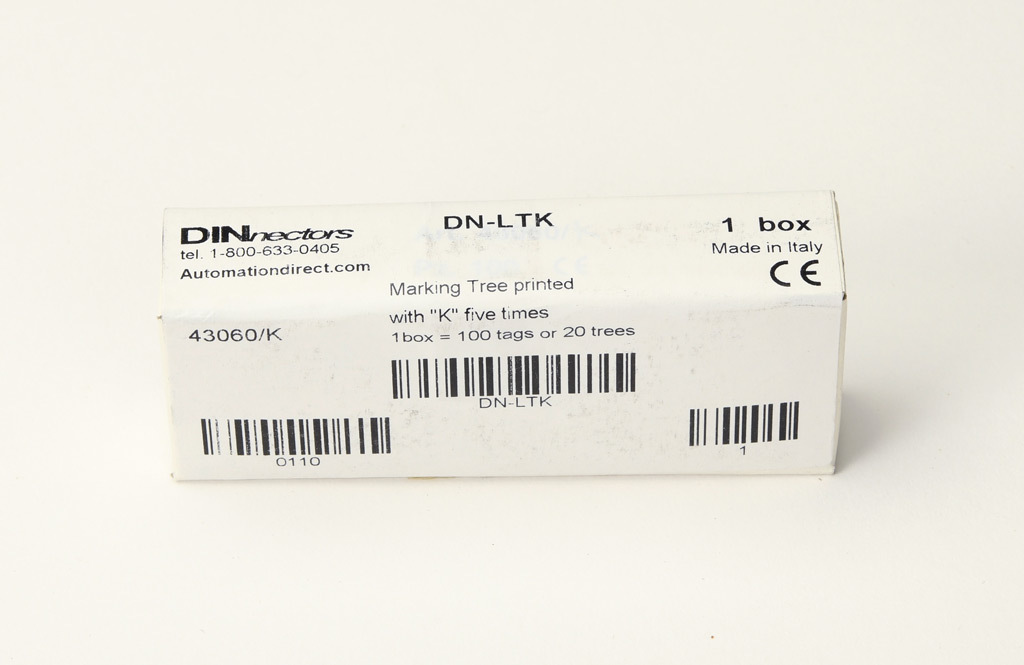 DINnectors
tel. 1-800-633-0405
Automationdirect.com
DN-LTK
1 box
Made in Italy
CE
Marking Tree printed
with "K" five times
1box = 100 tags or 20 trees
43060/K
DN-LTK
0110
1